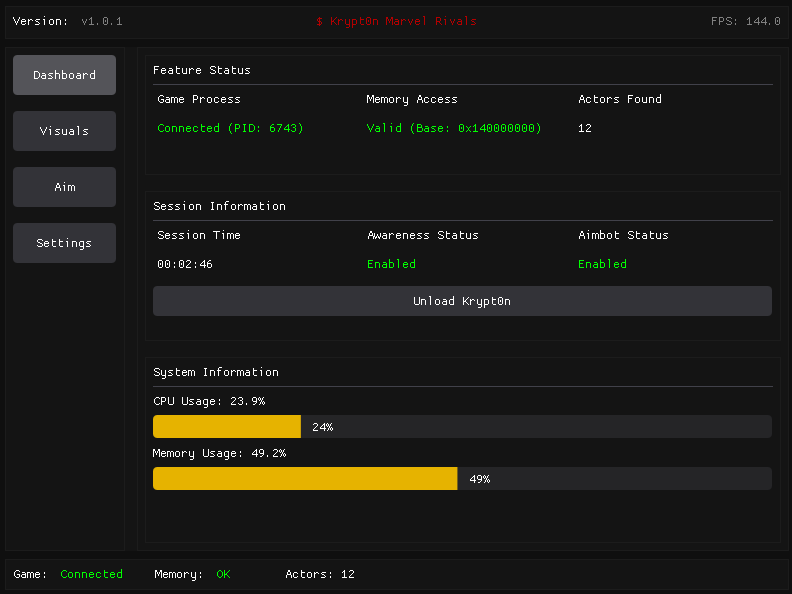 Version: v1.0.1 $ Krypt0n Marvel Rivals FPS: 144.0
Dashboard
Visuals
Aim
Settings
Feature Status
Game Process Memory Access Actors Found
Connected (PID: 6743) Valid (Base: 0x140000000) 12
Session Information
Session Time Awareness Status Aimbot Status
00:02:46 Enabled Enabled
Unload Krypt0n
System Information
CPU Usage: 23.9%
24%
Memory Usage: 49.2%
49%
Game: Connected Memory: OK Actors: 12